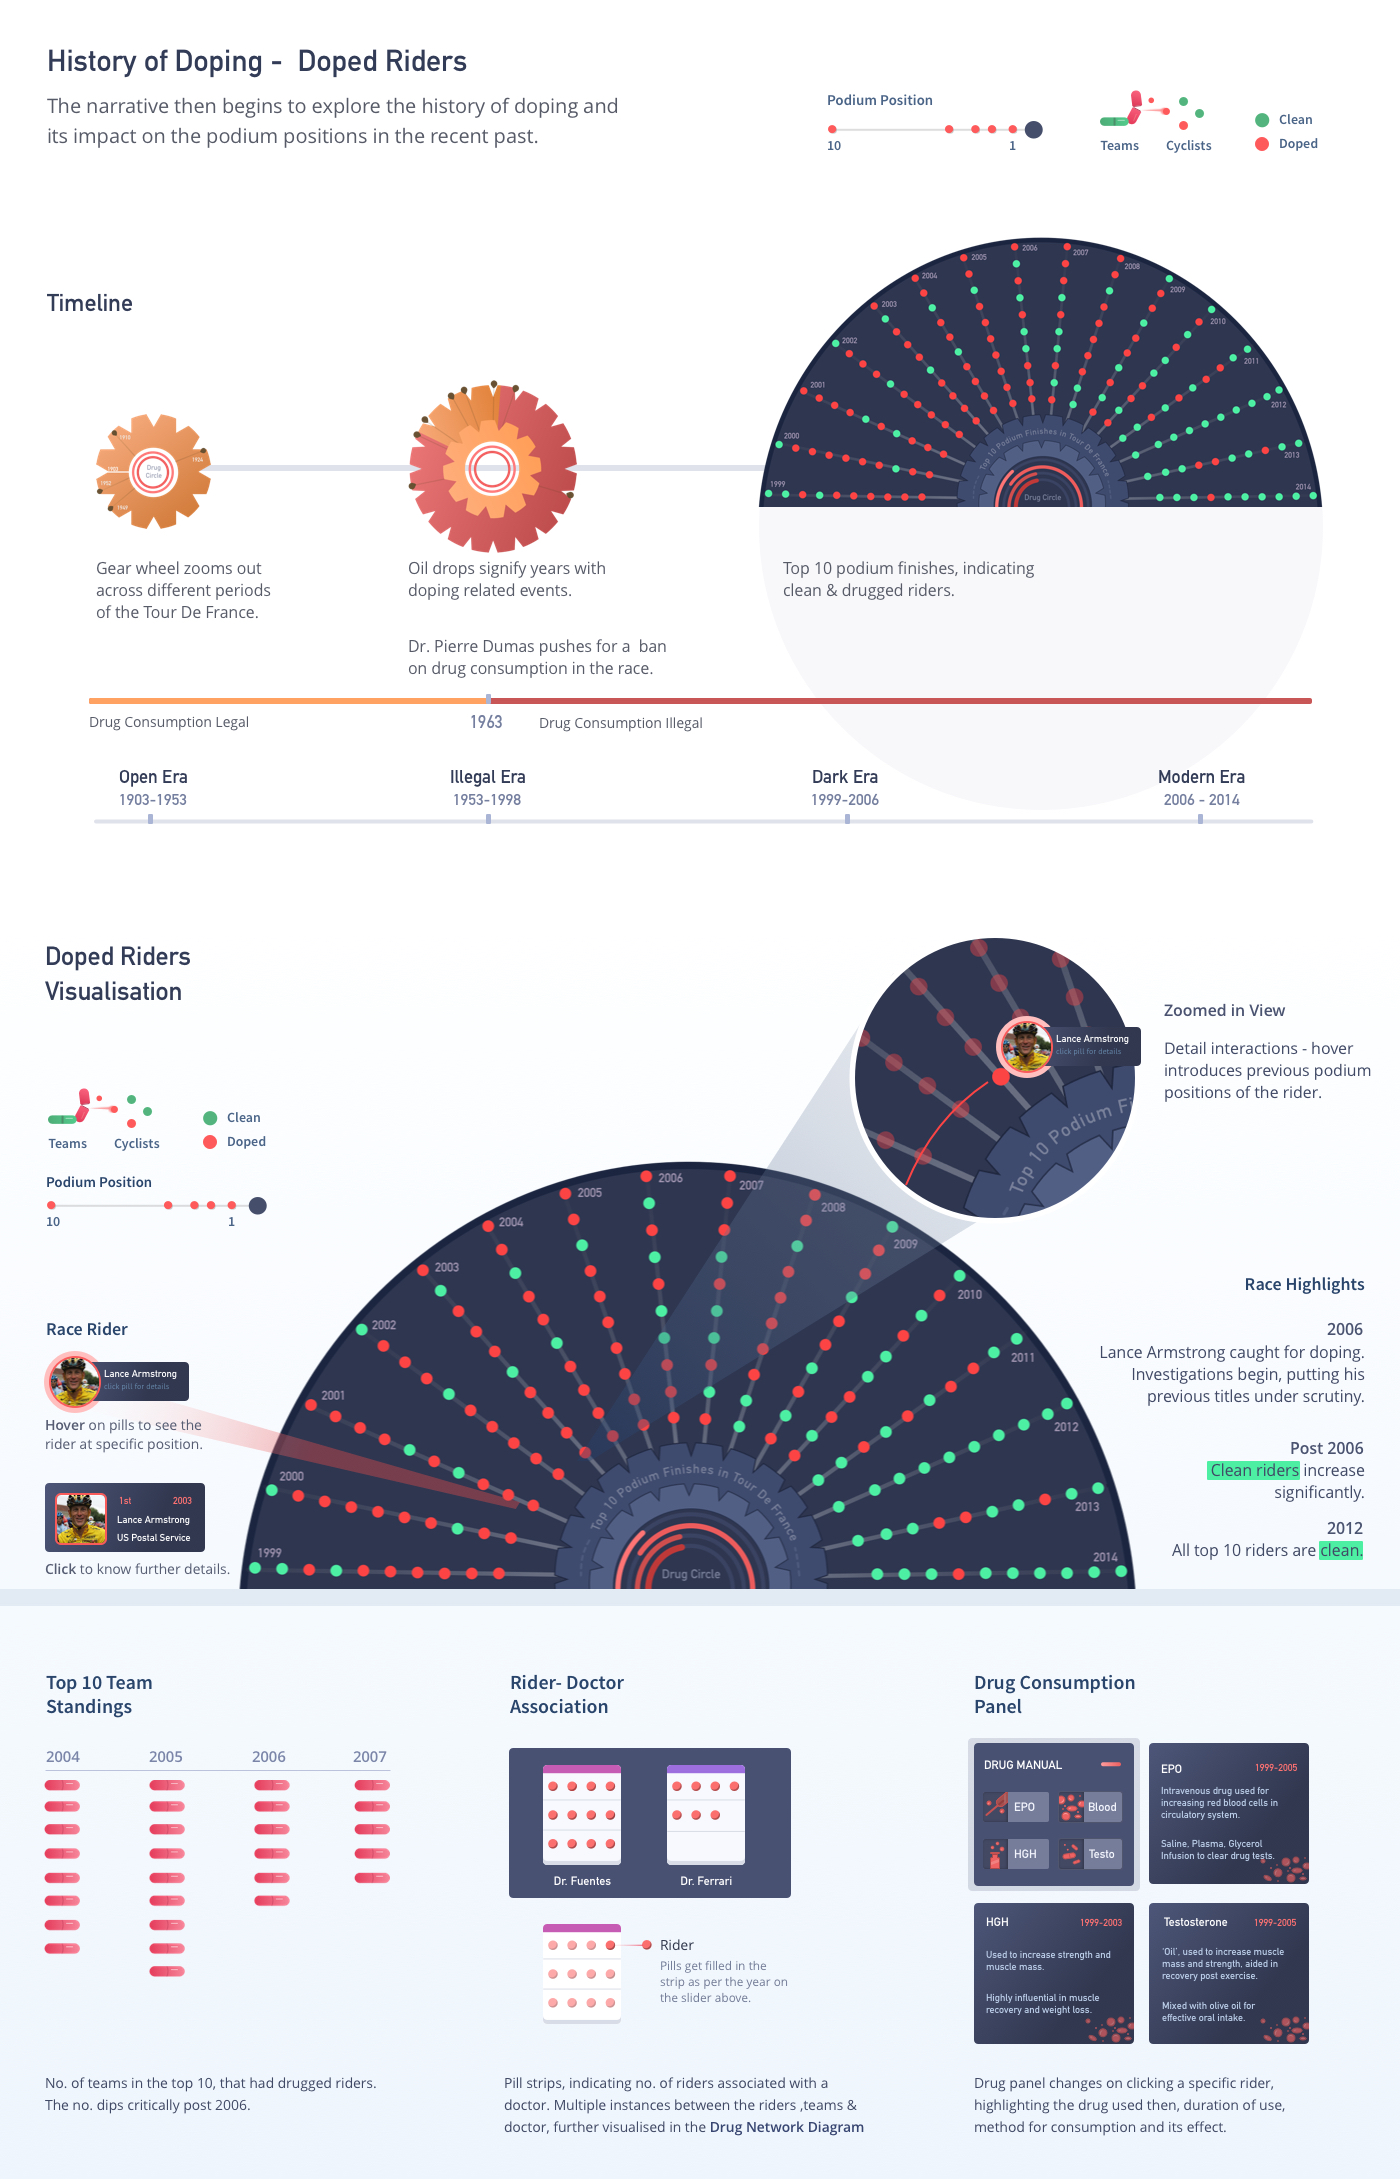 History of Doping -  Doped Riders
The narrative then begins to explore the history of doping and
its impact on the podium positions in the recent past.
Podium Position
10
1
Teams
Cyclists
Clean
Doped
Timeline
1910
1903
1953
1949
1924
Drug
Circle
1999
2000
2001
2002
2003
2004
2005
2006
2007
2008
2009
2010
2011
2012
2013
2014
Top 10 Podium Finishes in Tour De France
Drug Circle
Gear wheel zooms out
across different periods
of the Tour De France.
Oil drops signify years with
doping related events.
Top 10 podium finishes, indicating
clean & drugged riders.
Dr. Pierre Dumas pushes for a  ban
on drug consumption in the race.
Drug Consumption Legal
1963
Drug Consumption Illegal
Open Era
1903-1953
Illegal Era
1953-1998
Dark Era
1999-2006
Modern Era
2006 - 2014
Doped Riders
Visualisation
Lance Armstrong
click pill for details
Top 10 Podium Fi
Zoomed in View
Detail interactions - hover
introduces previous podium
positions of the rider.
Teams
Cyclists
Clean
Doped
Podium Position
10
1
1999
2000
2001
2002
2003
2004
2005
2006
2007
2008
2009
2010
2011
2012
2013
2014
Top 10 Podium Finishes in Tour De France
Drug Circle
Race Rider
Lance Armstrong
click pill for details
Hover on pills to see the
rider at specific position.
1st
2003
Lance Armstrong
US Postal Service
Click to know further details.
Race Highlights
2006
Lance Armstrong caught for doping.
Investigations begin, putting his
previous titles under scrutiny.
Post 2006
Clean riders increase
significantly.
2012
All top 10 riders are clean.
Top 10 Team
Standings
2004
2005
2006
2007
No. of teams in the top 10, that had drugged riders.
The no. dips critically post 2006.
Rider- Doctor
Association
Dr. Fuentes
Dr. Ferrari
Rider
Pills get filled in the
strip as per the year on
the slider above.
Pill strips, indicating no. of riders associated with a
doctor. Multiple instances between the riders ,teams &
doctor, further visualised in the Drug Network Diagram
Drug Consumption
Panel
DRUG MANUAL
EPO
Blood
HGH
Testo
EPO
1999-2005
Intravenous drug used for
increasing red blood cells in
circulatory system.
Saline, Plasma, Glycerol
Infusion to clear drug tests.
HGH
1999-2003
Used to increase strength and
muscle mass.
Highly influential in muscle
recovery and weight loss.
Testosterone
1999-2005
'Oil', used to increase muscle
mass and strength, aided in
recovery post exercise.
Mixed with olive oil for
effective oral intake.
Drug panel changes on clicking a specific rider,
highlighting the drug used then, duration of use,
method for consumption and its effect.